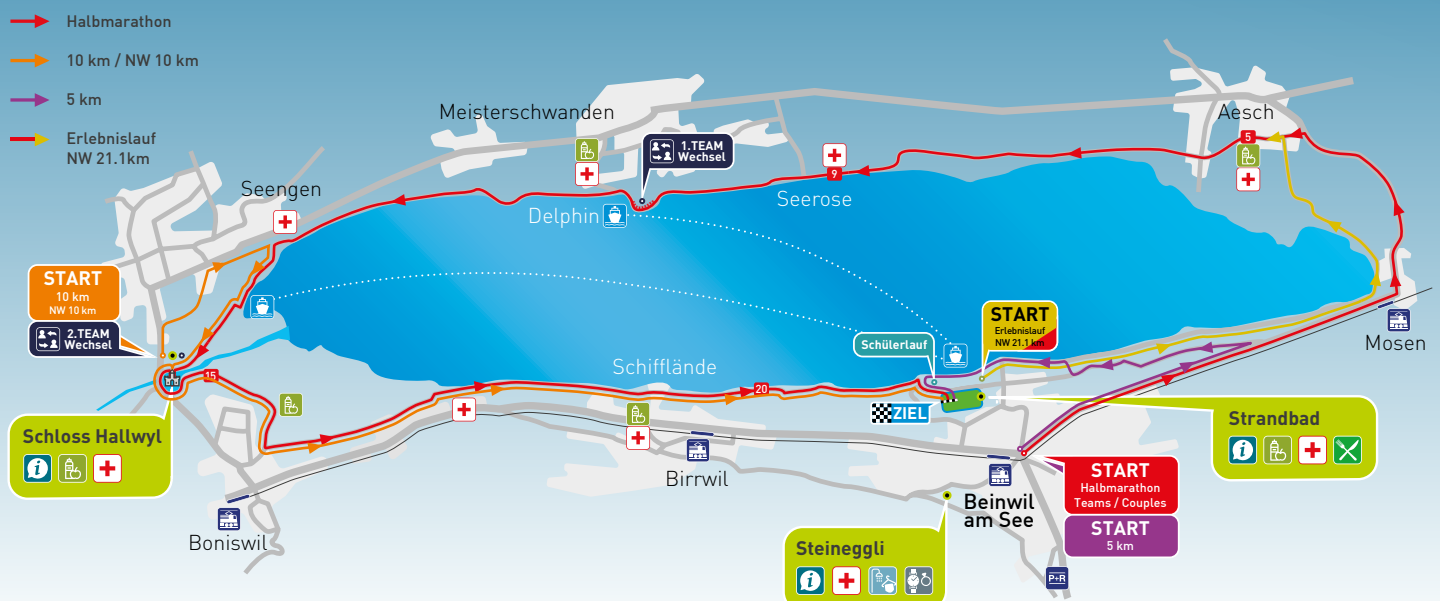 Halbmarathon
10 km / NW 10 km
5 km
Erlebnislauf
NW 21.1km
Meisterschwanden
Aesch
1.TEAM
Wechsel
5
9
Seengen
Delphin
Seerose
START
10 km
NW 10 km
2.TEAM
Wechsel
START
Erlebnislauf
NW 21.1 km
Schülerlauf
Mosen
Schifflände
15
20
ZIEL
Schloss Hallwyl
i
Strandbad
i
Birrwil
START
Halbmarathon
Teams / Couples
START
5 km
Beinwil
am See
Boniswil
Steineggli
i
P+R